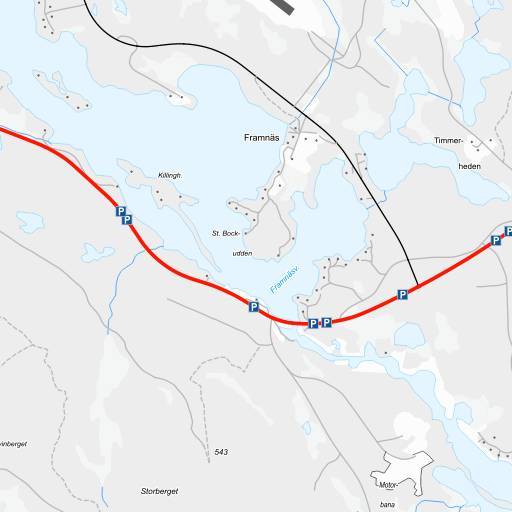 Framnäs
Timmer-
heden
Killingh.
St. Bock-
udden
Framnäsv.
P
P
P
P
P
P
P
P
543
Storberget
Motor-
bana